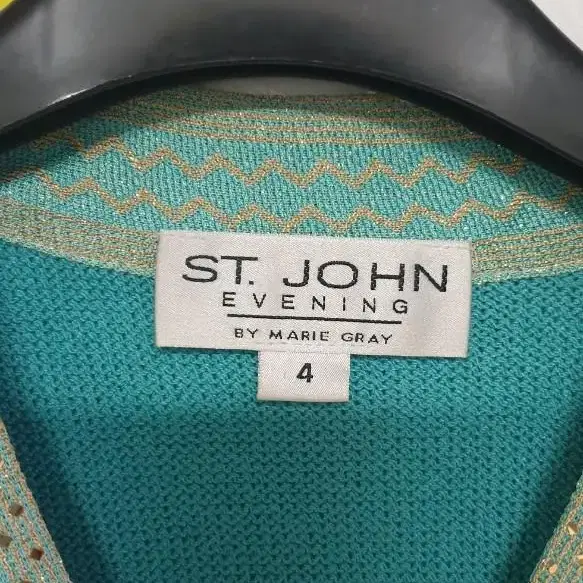 ST. JOHN
EVENING
BY MARIE GRAY
4